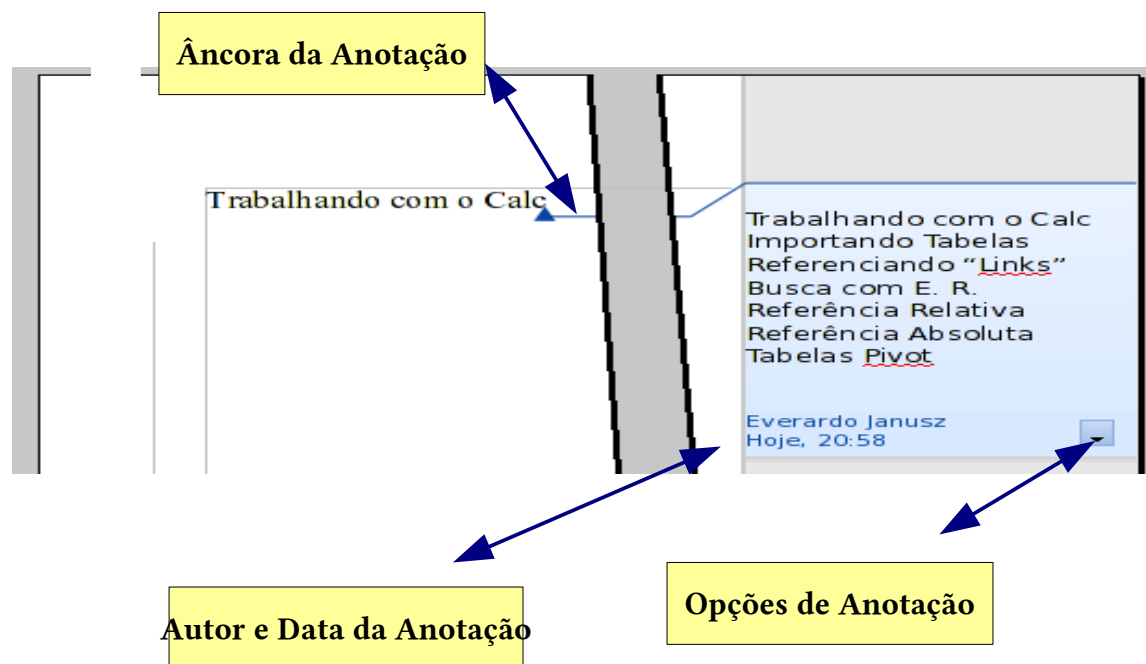 Âncora da Anotação
Trabalhando com o Calc
Trabalhando com o Calc
Importando Tabelas
Referenciando “Links”
Busca com E. R.
Referência Relativa
Referência Absoluta
Tabelas Pivot
Everardo Janusz
Hoje, 20:58
Autor e Data da Anotação
Opções de Anotação